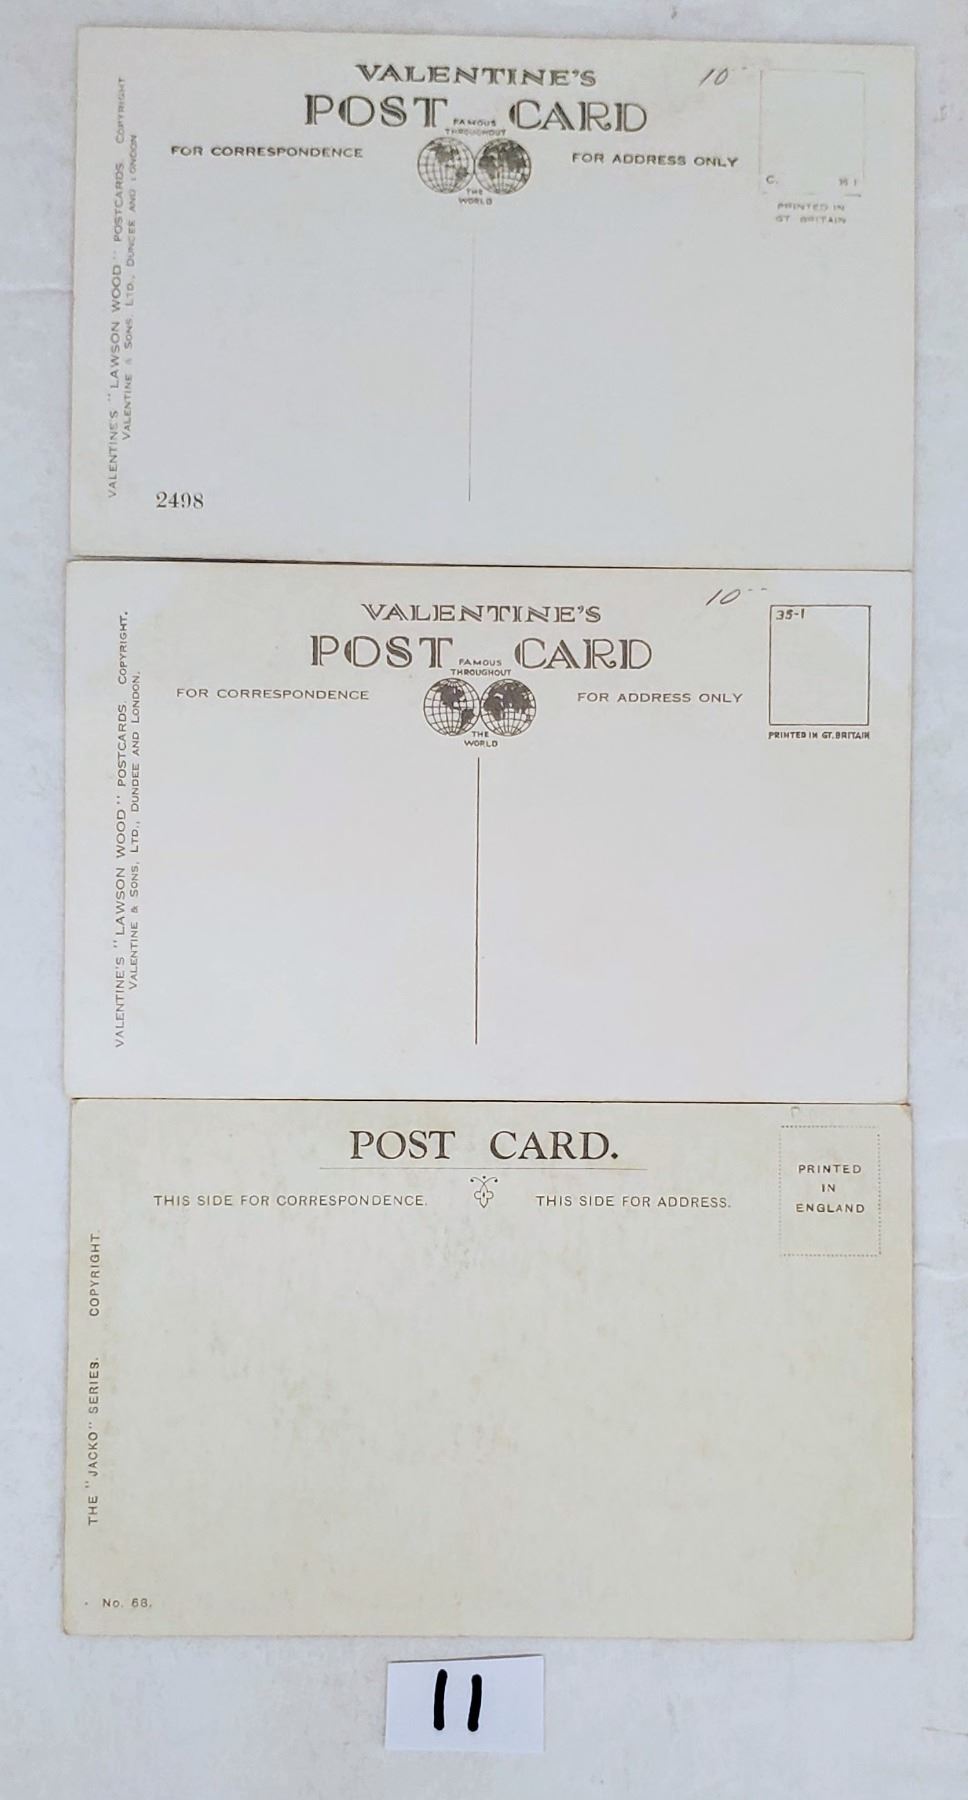 VALENTINE'S
10--
POST CARD
FAMOUS
THROUGHOUT
FOR CORRESPONDENCE
FOR ADDRESS ONLY
THE
WORLD
C.
PRINTED IN
GT BRITAIN
VALENTINE'S "LAWSON WOOD" POSTCARDS. COPYRIGHT
VALENTINE & SONS, LTD., DUNDEE AND LONDON
2498
VALENTINE'S
10--
35-1
POST CARD
FAMOUS
THROUGHOUT
FOR CORRESPONDENCE
FOR ADDRESS ONLY
THE
WORLD
PRINTED IN GT. BRITAIN
VALENTINE'S "LAWSON WOOD" POSTCARDS. COPYRIGHT.
VALENTINE & SONS, LTD., DUNDEE AND LONDON.
POST CARD.
THIS SIDE FOR CORRESPONDENCE.
THIS SIDE FOR ADDRESS.
PRINTED
IN
ENGLAND
THE "JACKO" SERIES. COPYRIGHT.
No. 68.
11